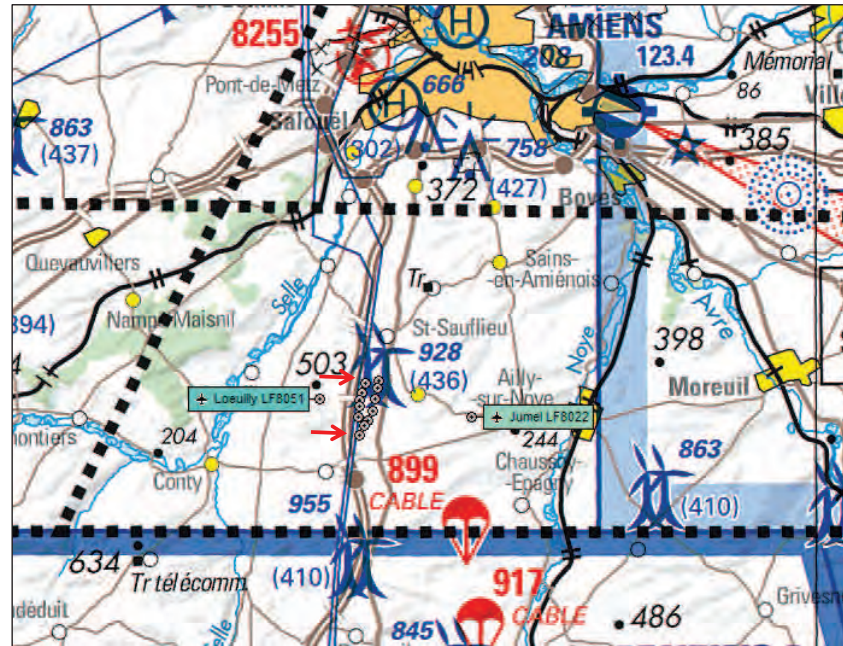 AMIENS
8255
208
123.4
Mémorial
Pont-de-Metz
666
86
H
H
863
(437)
Salouël
385
(302)
758
372
(427)
Boves
Quevauvillers
Selle
Sains-
-en-Amiénois
Tr
Avre
394)
Namps-Maisnil
St-Sauflieu
Noye
398
503
928
(436)
Ailly-
-sur-Noye
Moreuil
Loeuilly LF8051
Jumel LF8022
montiers
204
244
863
Conty
899
CABLE
Chaussoy-
-Epagny
955
(410)
634
Tr télécomm.
(410)
917
CABLE
Selle
486
845